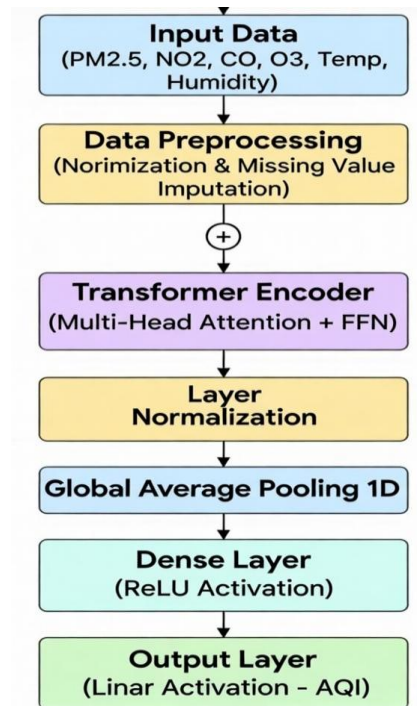 Input Data
(PM2.5, NO2, CO, O3, Temp,
Humidity)
Data Preprocessing
(Norimization & Missing Value
Imputation)
+
Transformer Encoder
(Multi-Head Attention + FFN)
Layer
Normalization
Global Average Pooling 1D
Dense Layer
(ReLU Activation)
Output Layer
(Linar Activation - AQI)